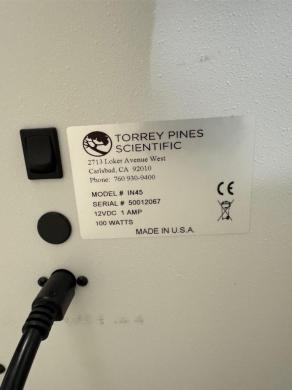 TORREY PINES
SCIENTIFIC
2713 Loker Avenue West
Carlsbad, CA 92010
Phone: 760 930-9400
MODEL # IN45
SERIAL # 50012067
12VDC 1 AMP
100 WATTS
CE
MADE IN U.S.A.